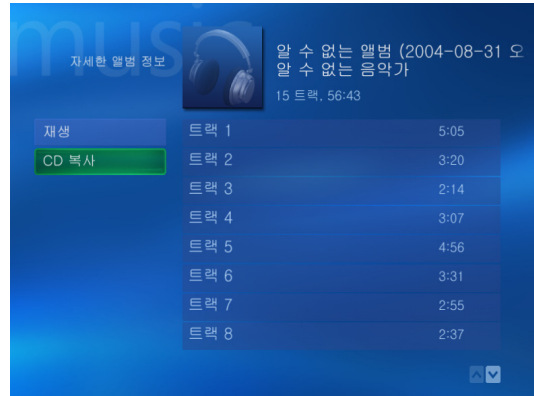 music
자세한 앨범 정보
알 수 없는 앨범 (2004-08-31 오
알 수 없는 음악가
15 트랙, 56:43
재생
CD 복사
트랙 1 5:05
트랙 2 3:20
트랙 3 2:14
트랙 4 3:07
트랙 5 4:56
트랙 6 3:31
트랙 7 2:55
트랙 8 2:37